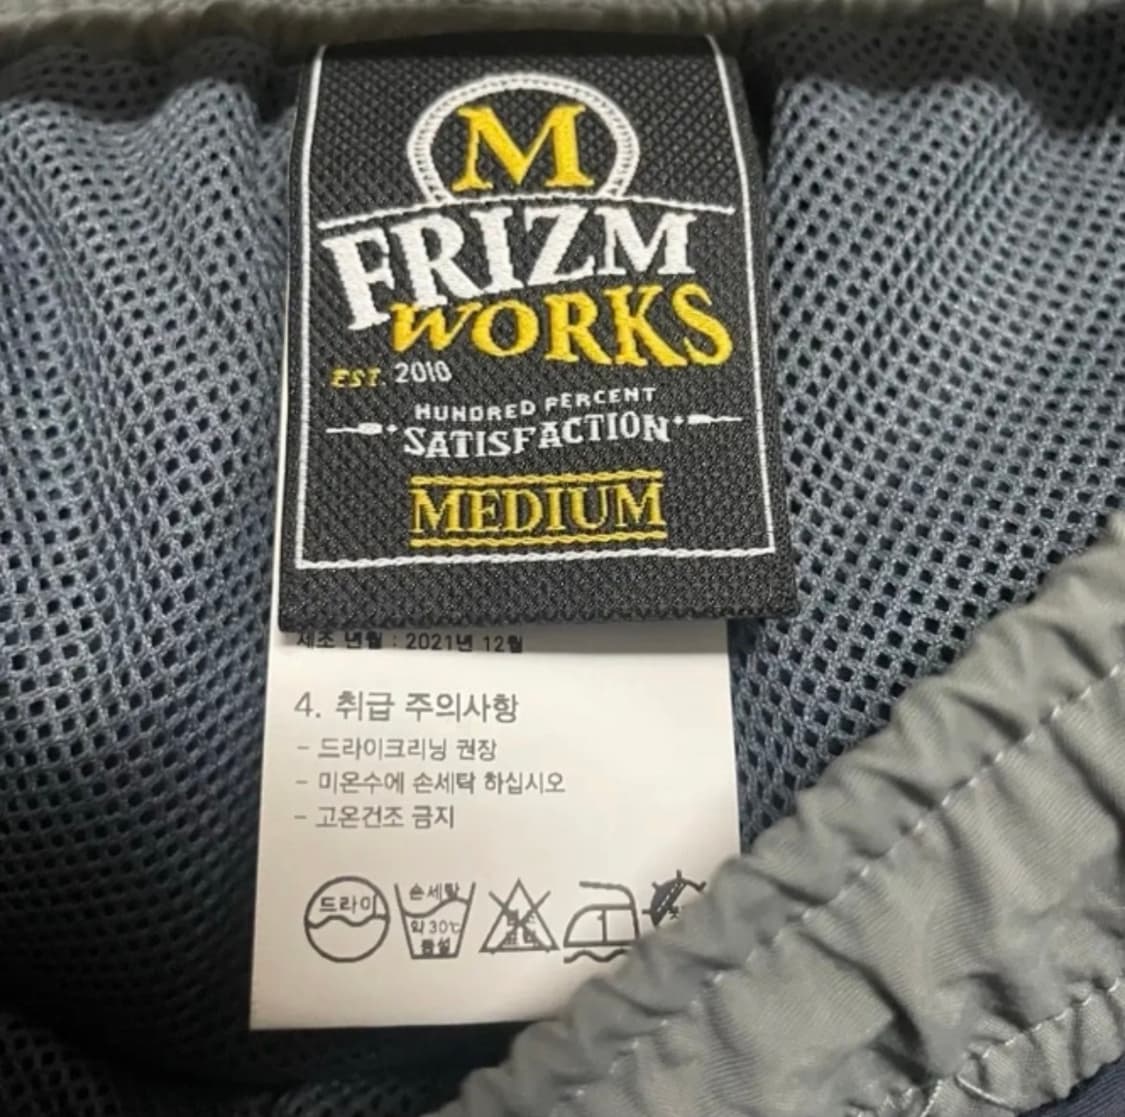 M
FRIZM
WORKS
EST. 2010
HUNDRED PERCENT
SATISFACTION
MEDIUM
제조 년월 : 2021년 12월
4. 취급 주의사항
- 드라이크리닝 권장
- 미온수에 손세탁 하십시오
- 고온건조 금지
드라이 손세탁
약 30℃
중성